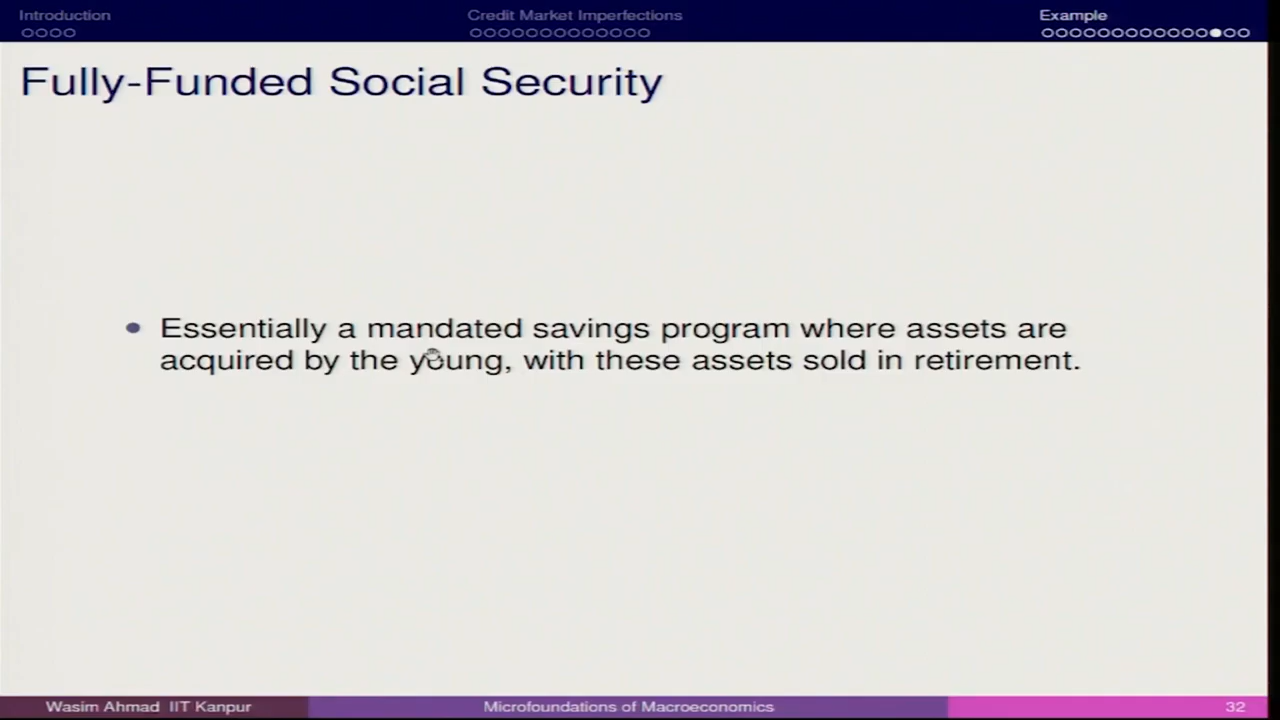 Introduction
Credit Market Imperfections
Example
Fully-Funded Social Security
Essentially a mandated savings program where assets are
acquired by the young, with these assets sold in retirement.
Wasim Ahmad IIT Kanpur
Microfoundations of Macroeconomics
32